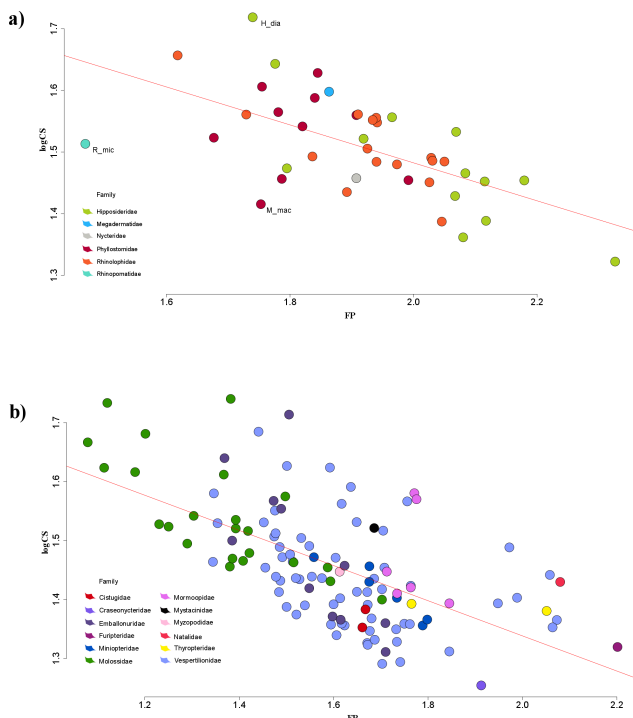 a)
1.7
H_dia
1.6
logCS
1.5
R_mic
1.4
M_mac
1.3
Family
Hipposideridae
Megadermatidae
Nycteridae
Phyllostomidae
Rhinolophidae
Rhinopomatidae
1.6 1.8 2.0 2.2
FP
b)
1.7
1.6
logCS
1.5
1.4
1.3
Family
Cistugidae Mormoopidae
Craseonycteridae Mystacinidae
Emballonuridae Myzopodidae
Furipteridae Natalidae
Miniopteridae Thyropteridae
Molossidae Vespertilionidae
1.2 1.4 1.6 1.8 2.0 2.2
FP